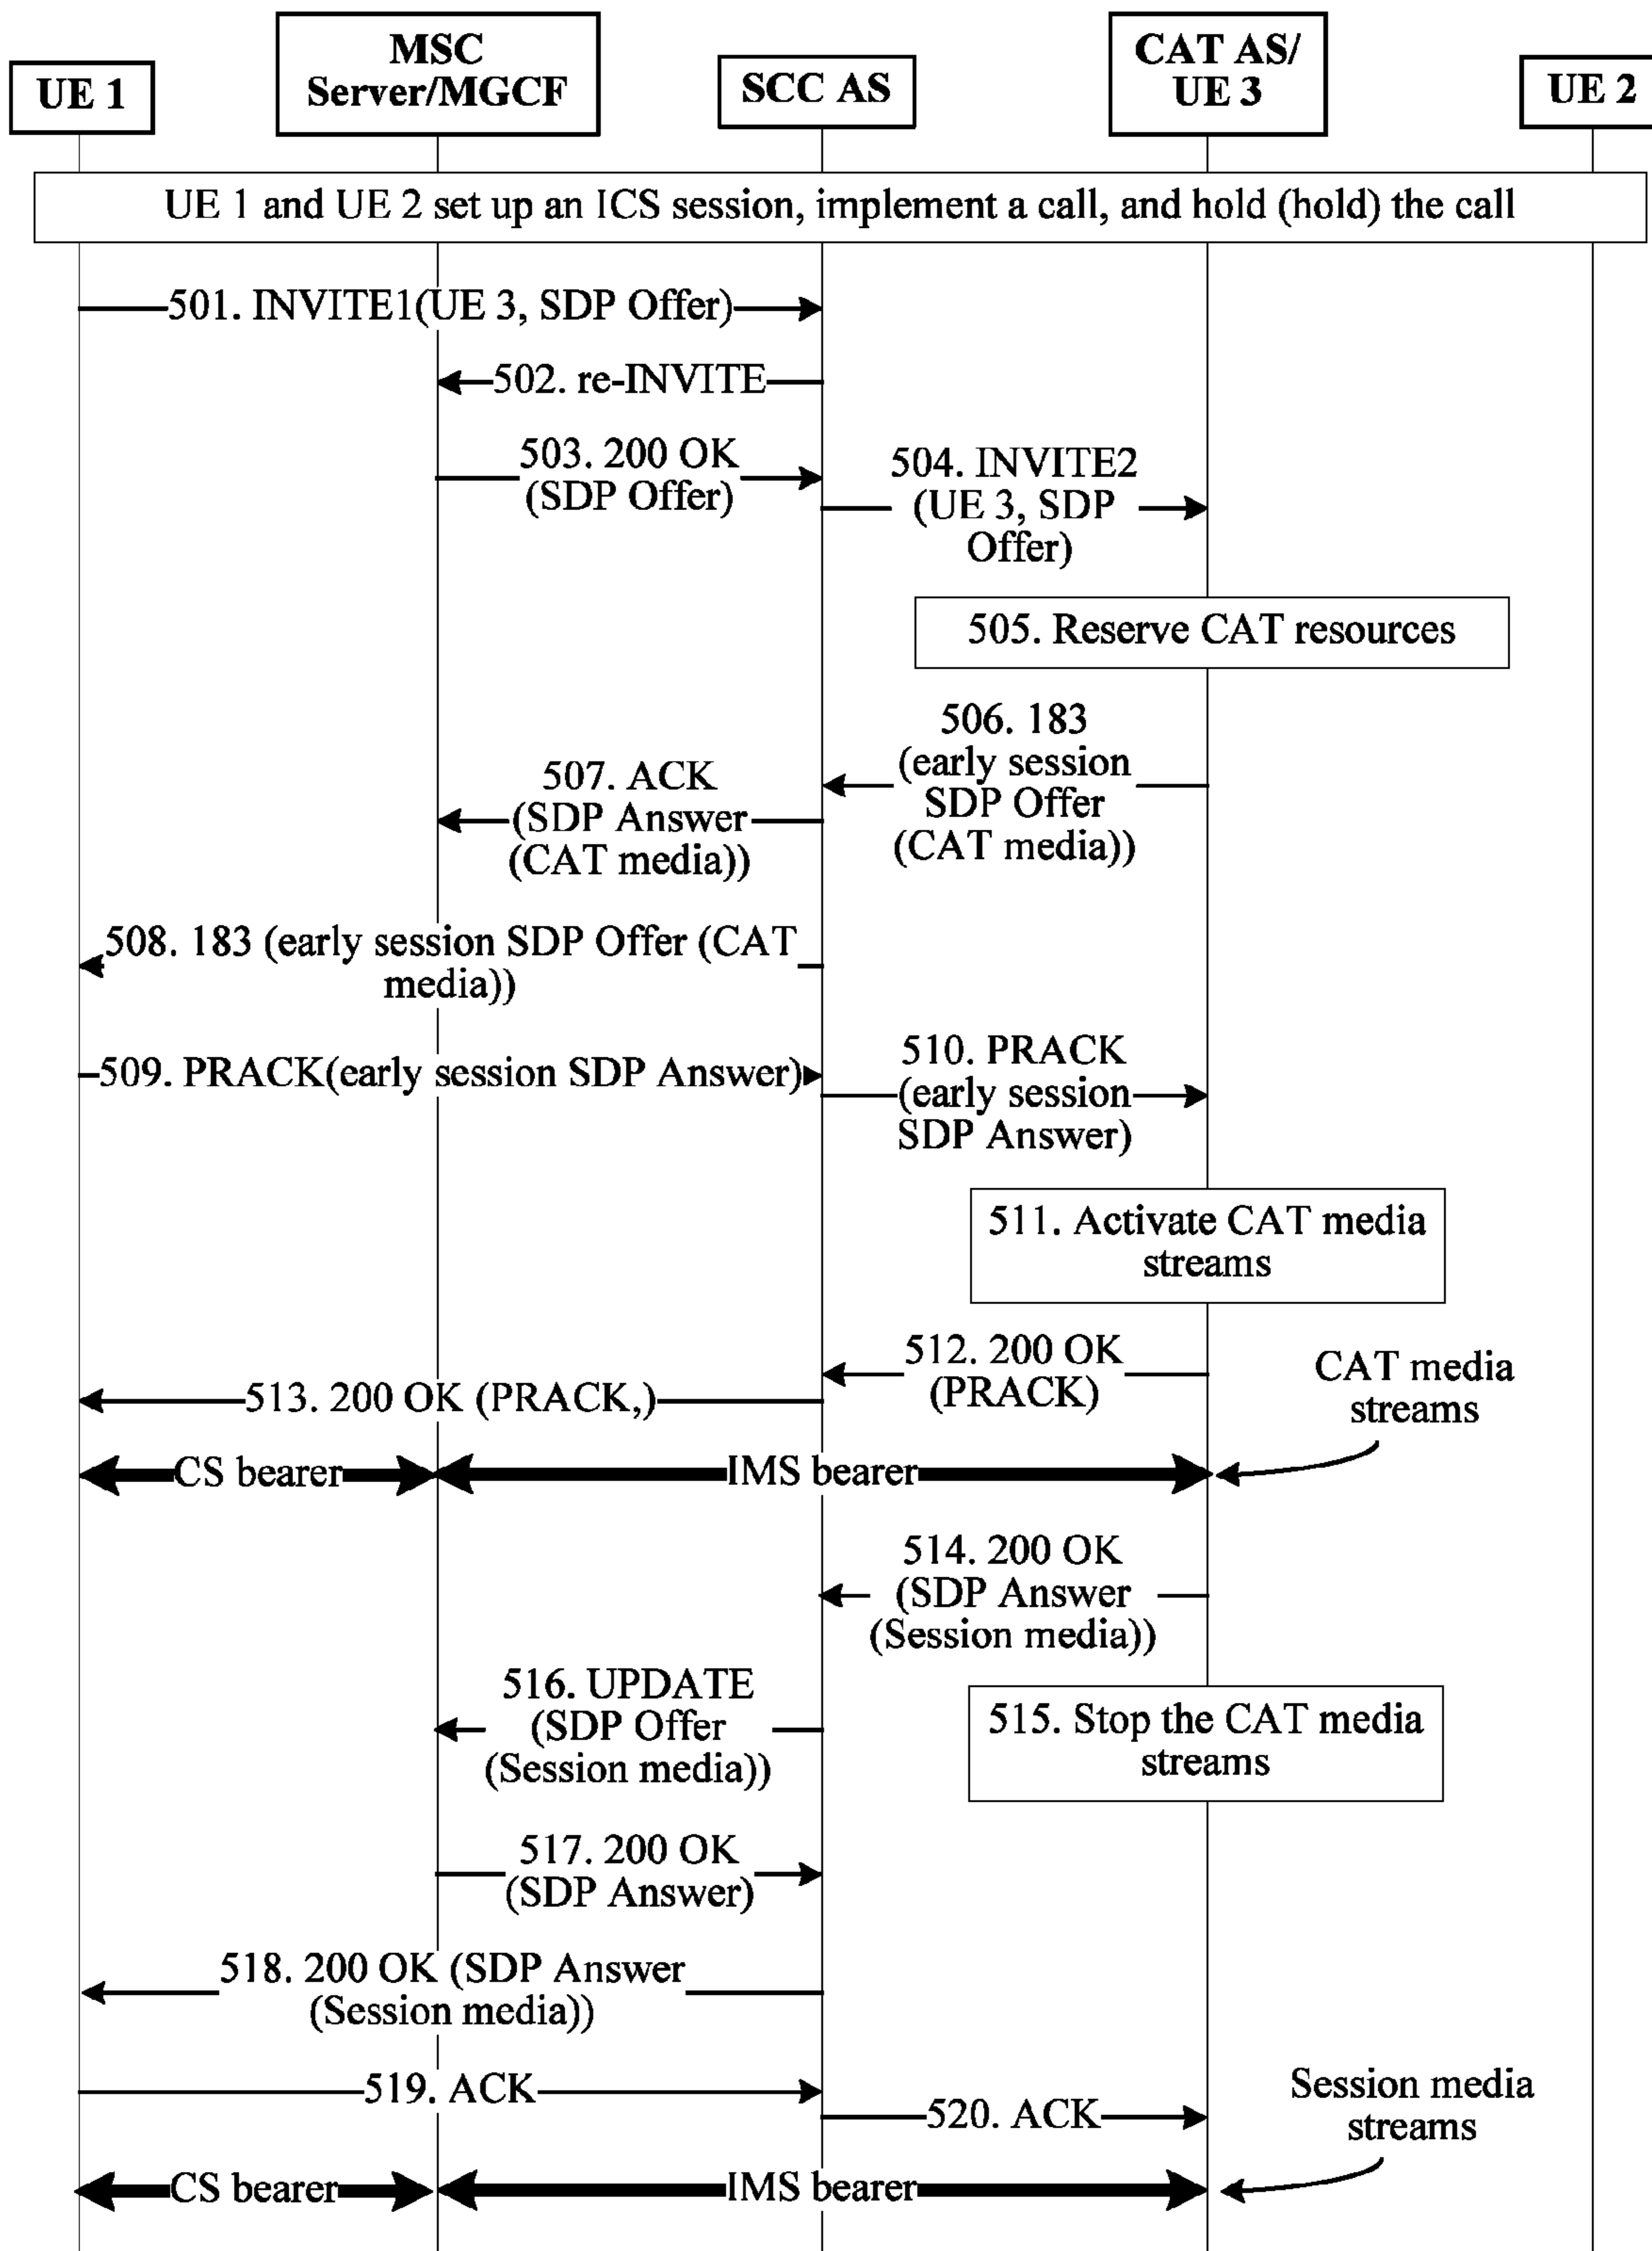 UE 1
MSC
Server/MGCF
SCC AS
CAT AS/
UE 3
UE 2
UE 1 and UE 2 set up an ICS session, implement a call, and hold (hold) the call
501. INVITE1(UE 3, SDP Offer)
502. re-INVITE
503. 200 OK
(SDP Offer)
504. INVITE2
(UE 3, SDP
Offer)
505. Reserve CAT resources
506. 183
(early session
SDP Offer
(CAT media))
507. ACK
(SDP Answer
(CAT media))
508. 183 (early session SDP Offer (CAT
media))
509. PRACK(early session SDP Answer)
510. PRACK
(early session
SDP Answer)
511. Activate CAT media
streams
512. 200 OK
(PRACK)
513. 200 OK (PRACK,)
CAT media
streams
CS bearer
IMS bearer
514. 200 OK
(SDP Answer
(Session media))
516. UPDATE
(SDP Offer
(Session media))
515. Stop the CAT media
streams
517. 200 OK
(SDP Answer)
518. 200 OK (SDP Answer
(Session media))
519. ACK
520. ACK
Session media
streams
CS bearer
IMS bearer